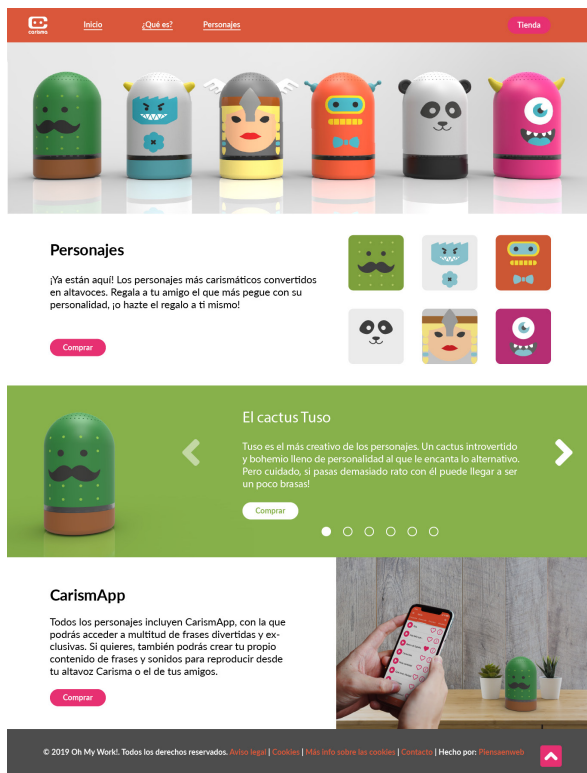 carisma
Inicio ¿Qué es? Personajes Tienda
Personajes
¡Ya están aquí! Los personajes más carismáticos convertidos
en altavoces. Regala a tu amigo el que más pegue con su
personalidad, ¡o hazte el regalo a ti mismo!
Comprar
El cactus Tuso
Tuso es el más creativo de los personajes. Un cactus introvertido
y bohemio lleno de personalidad al que le encanta lo alternativo.
Pero cuidado, si pasas demasiado rato con él puede llegar a ser
un poco brasas!
Comprar
CarismApp
Todos los personajes incluyen CarismApp, con la que
podrás acceder a multitud de frases divertidas y ex-
clusivas. Si quieres, también podrás crear tu propio
contenido de frases y sonidos para reproducir desde
tu altavoz Carisma o el de tus amigos.
Comprar
© 2019 Oh My Work!. Todos los derechos reservados. Aviso legal | Cookies | Más info sobre las cookies | Contacto | Hecho por: Piensaenweb